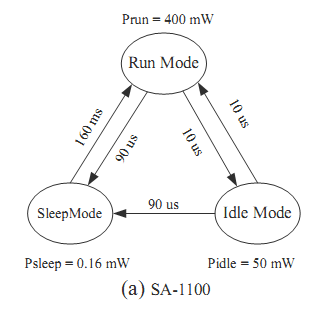 Prun = 400 mW
Run Mode
160 ms
90 us
10 us
10 us
SleepMode
90 us
Idle Mode
Psleep = 0.16 mW
Pidle = 50 mW
(a) SA-1100